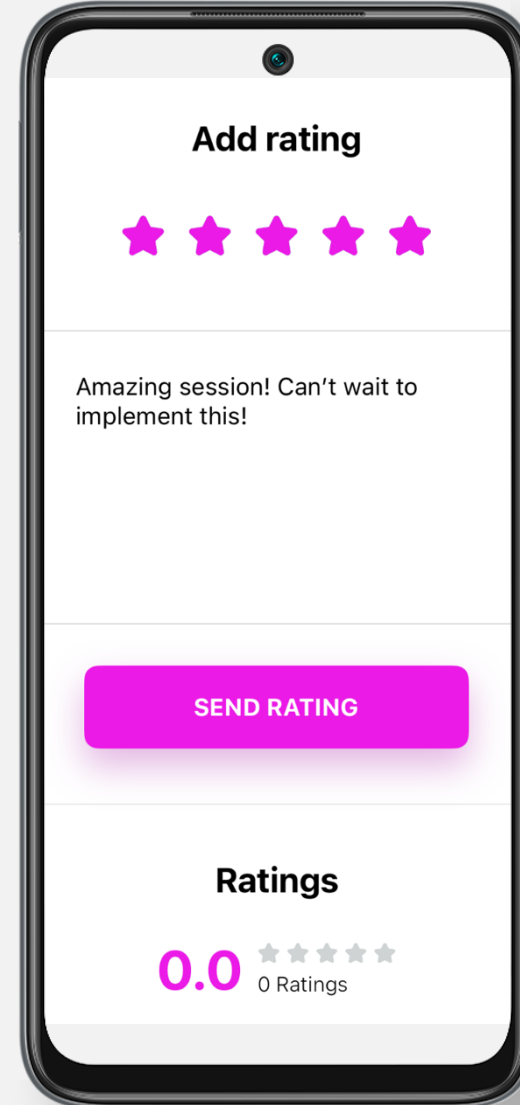 Add rating
Amazing session! Can’t wait to
implement this!
SEND RATING
Ratings
0.0
0 Ratings